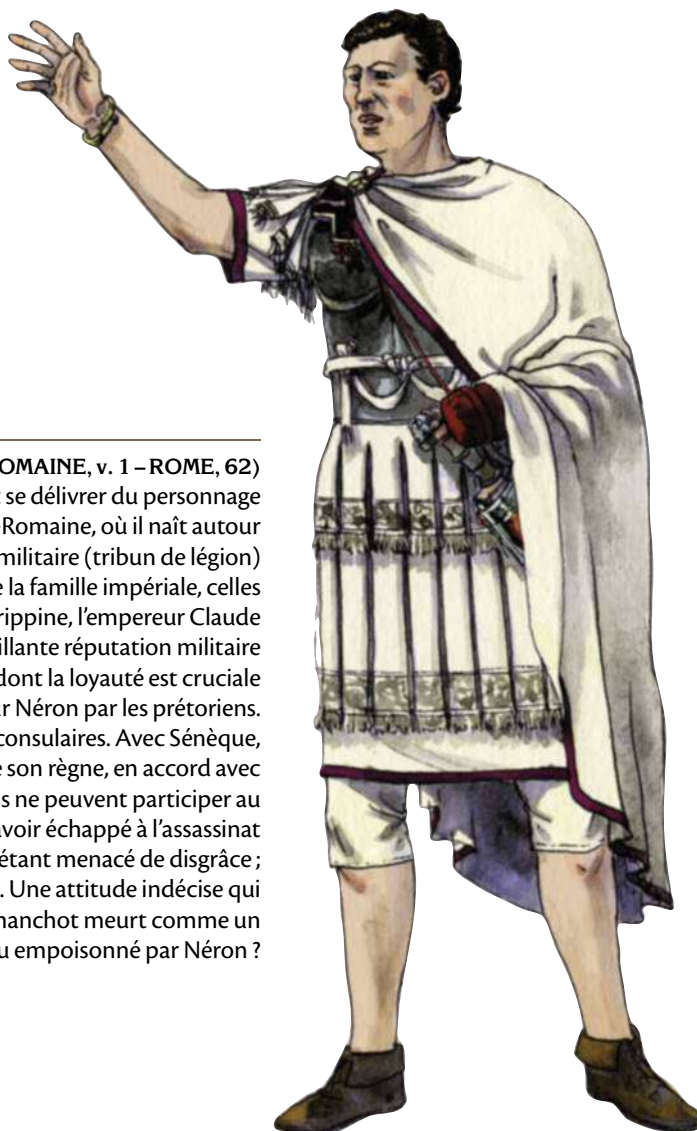 OMAINE, v. 1 – ROME, 62)
t se délivrer du personnage
-Romaine, où il naît autour
militaire (tribun de légion)
e la famille impériale, celles
rippine, l’empereur Claude
illante réputation militaire
dont la loyauté est cruciale
ur Néron par les prétoriens.
consulaires. Avec Sénèque,
e son règne, en accord avec
s ne peuvent participer au
avoir échappé à l’assassinat
étant menacé de disgrâce ;
. Une attitude indécise qui
manchot meurt comme un
u empoisonné par Néron ?